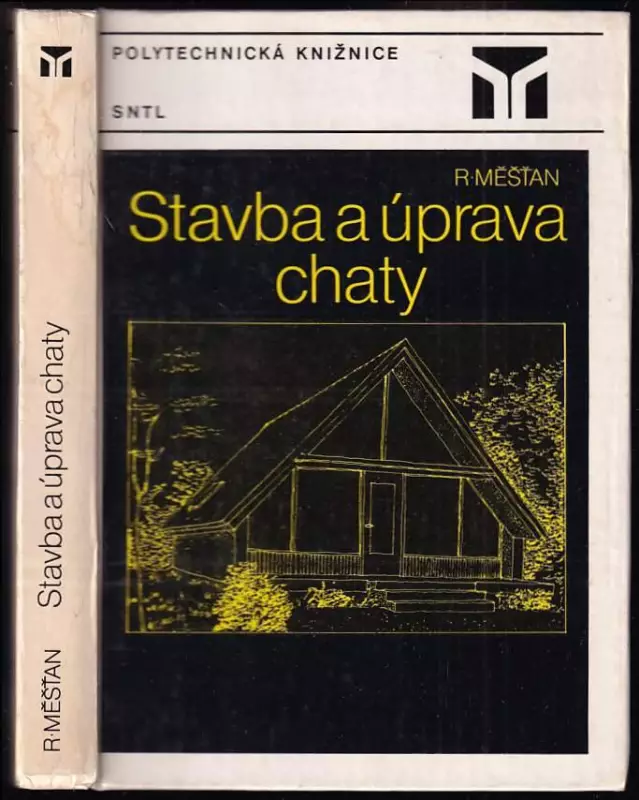 POLYTECHNICKÁ KNIŽNICE
SNTL
R·MĚŠŤAN
Stavba a úprava
chaty
R·MĚŠŤAN Stavba a úprava chaty